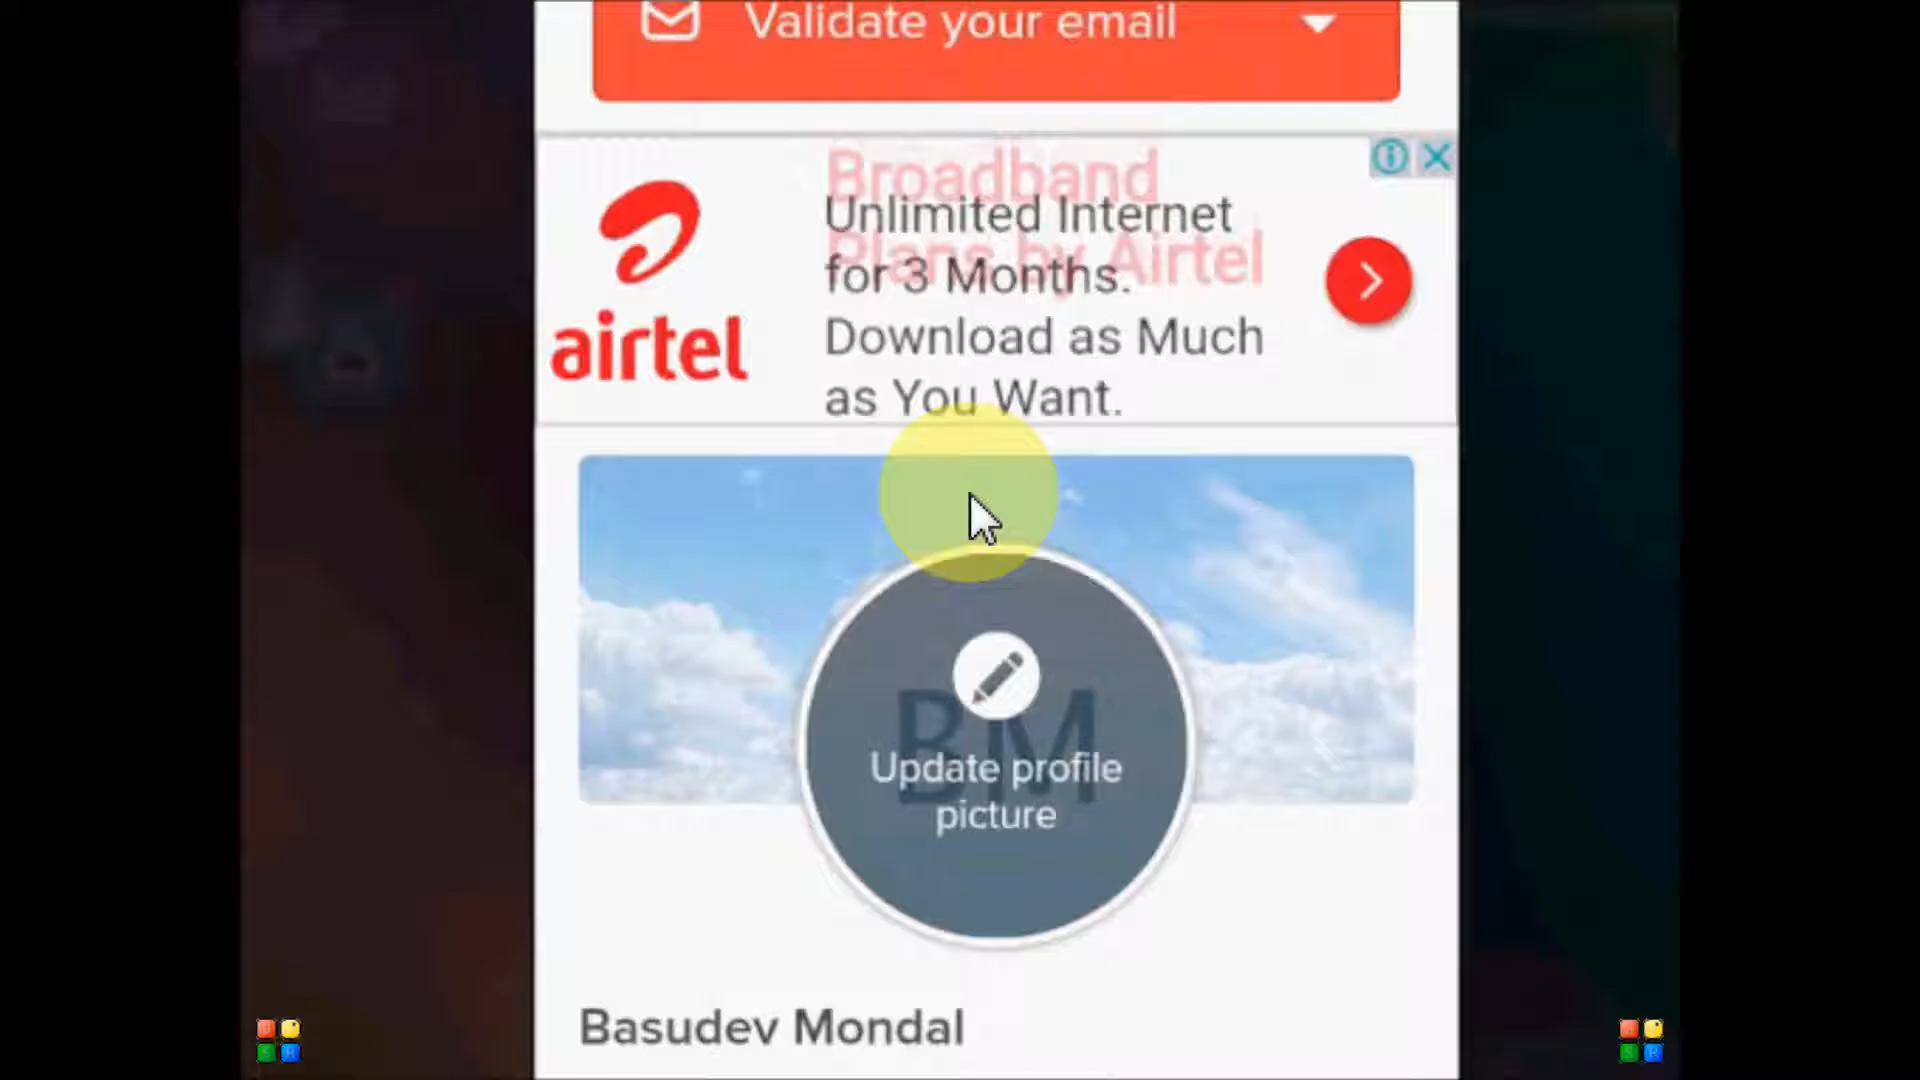 Validate your email
Broadband
Unlimited Internet
Plans by Airtel
for 3 Months.
Download as Much
as You Want.
airtel
BM
Update profile
picture
Basudev Mondal